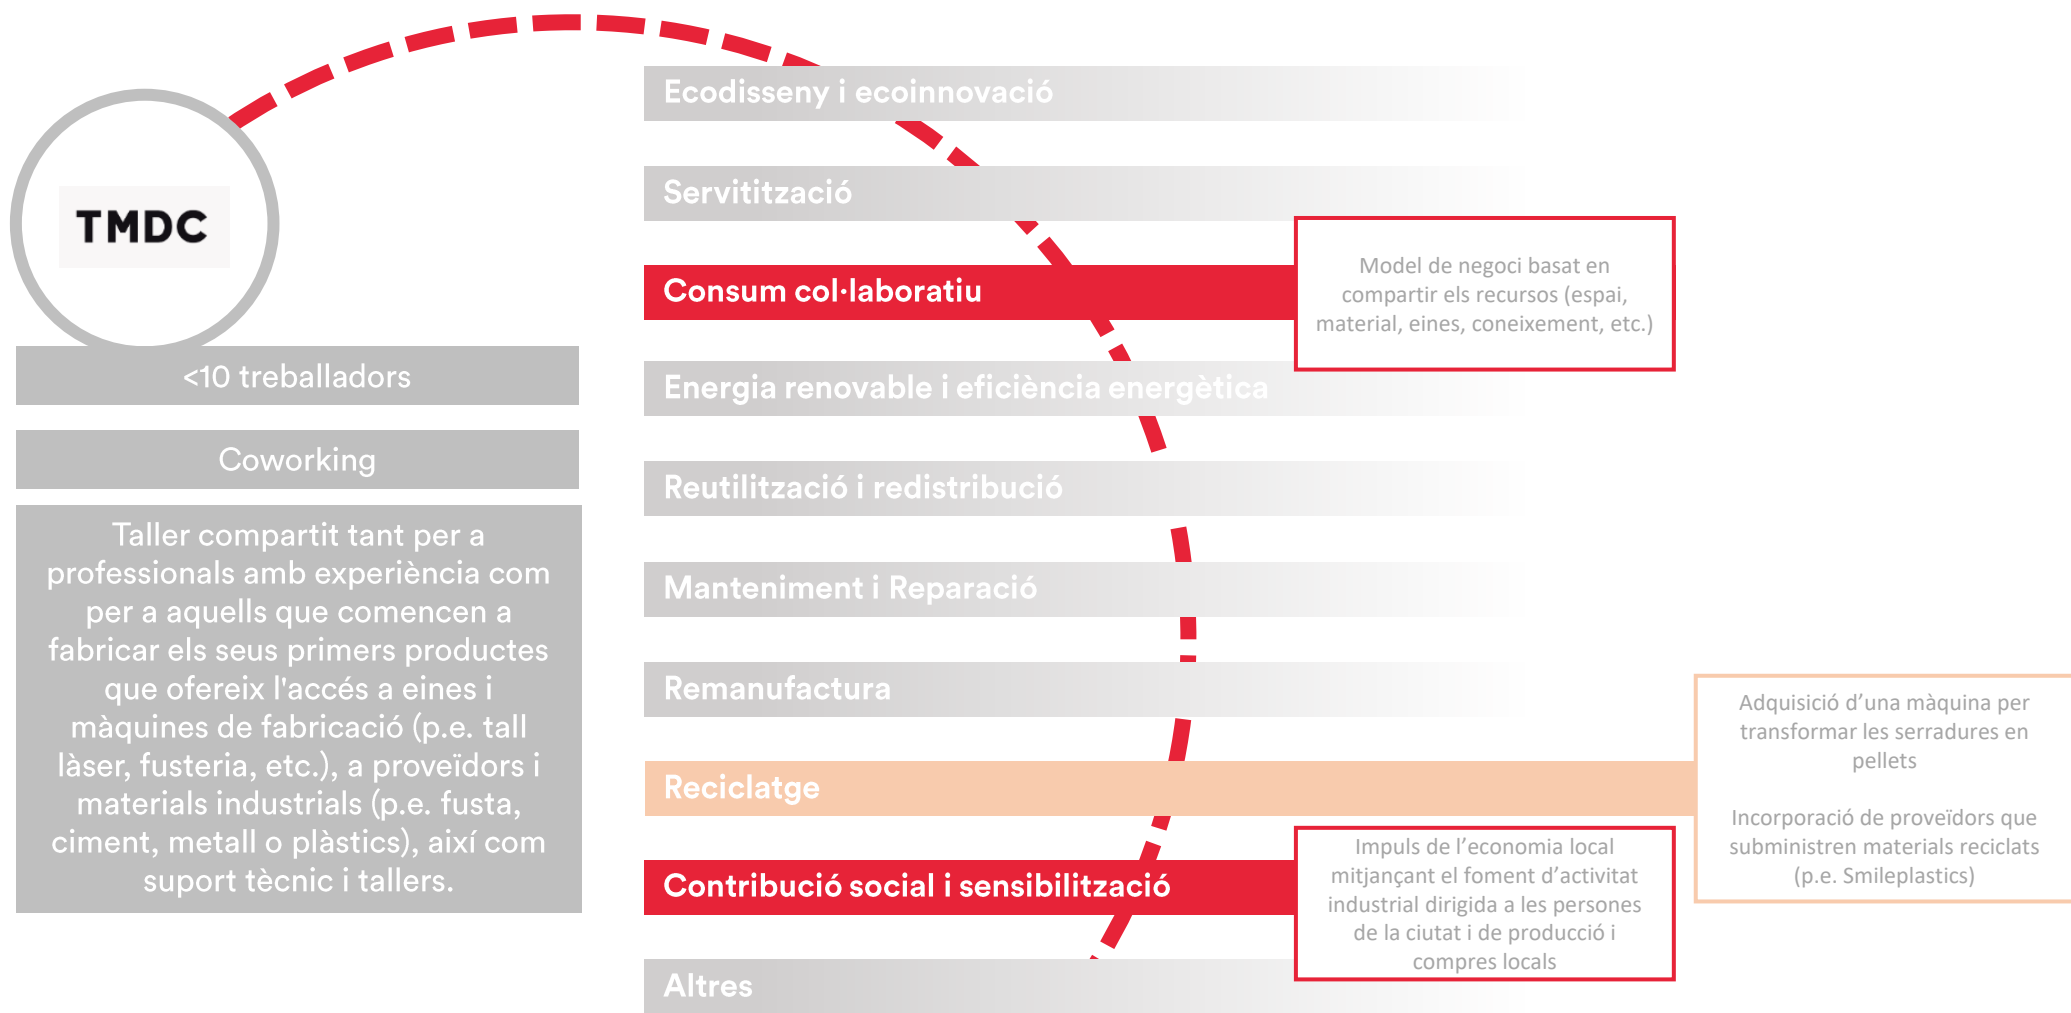 TMDC
<10 treballadors
Coworking
Taller compartit tant per a
professionals amb experiència com
per a aquells que comencen a
fabricar els seus primers productes
que ofereix l'accés a eines i
màquines de fabricació (p.e. tall
làser, fusteria, etc.), a proveïdors i
materials industrials (p.e. fusta,
ciment, metall o plàstics), així com
suport tècnic i tallers.
Ecodisseny i ecoinnovació
Servitització
Consum col·laboratiu
Model de negoci basat en
compartir els recursos (espai,
material, eines, coneixement, etc.)
Energia renovable i eficiència energètica
Reutilització i redistribució
Manteniment i Reparació
Remanufactura
Reciclatge
Adquisició d’una màquina per
transformar les serradures en
pellets
Incorporació de proveïdors que
subministren materials reciclats
(p.e. Smileplastics)
Contribució social i sensibilització
Impuls de l’economia local
mitjançant el foment d’activitat
industrial dirigida a les persones
de la ciutat i de producció i
compres locals
Altres